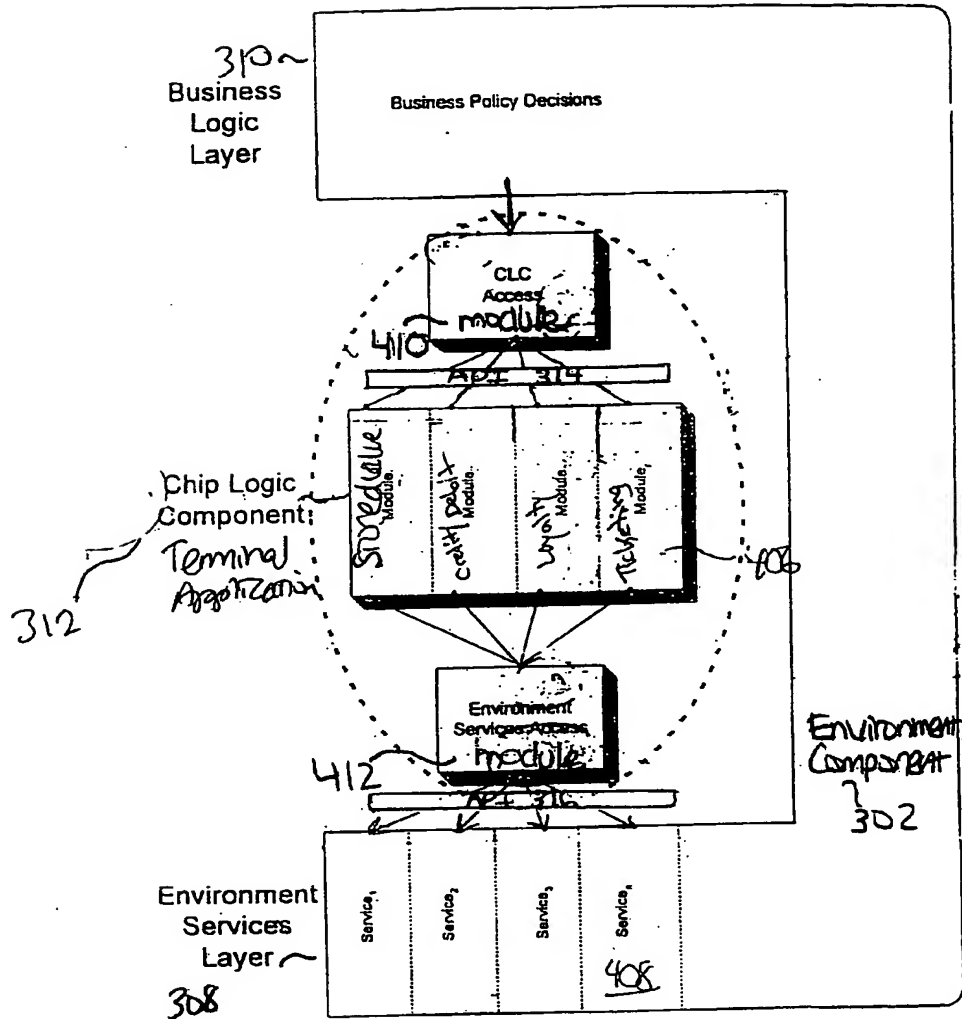 310
Business
Logic
Layer
Business Policy Decisions
CLC
Access
module
410
API 314
Chip Logic
Component
Terminal
Application
312
Stored value
Module
Credit/Debit
Module
Loyalty
Module
Ticketing
Module
406
Environment
Services Access
module
412
API 316
Environment
Component
302
Environment
Services
Layer
308
Service₁
Service₂
Service₃
Serviceₙ
408